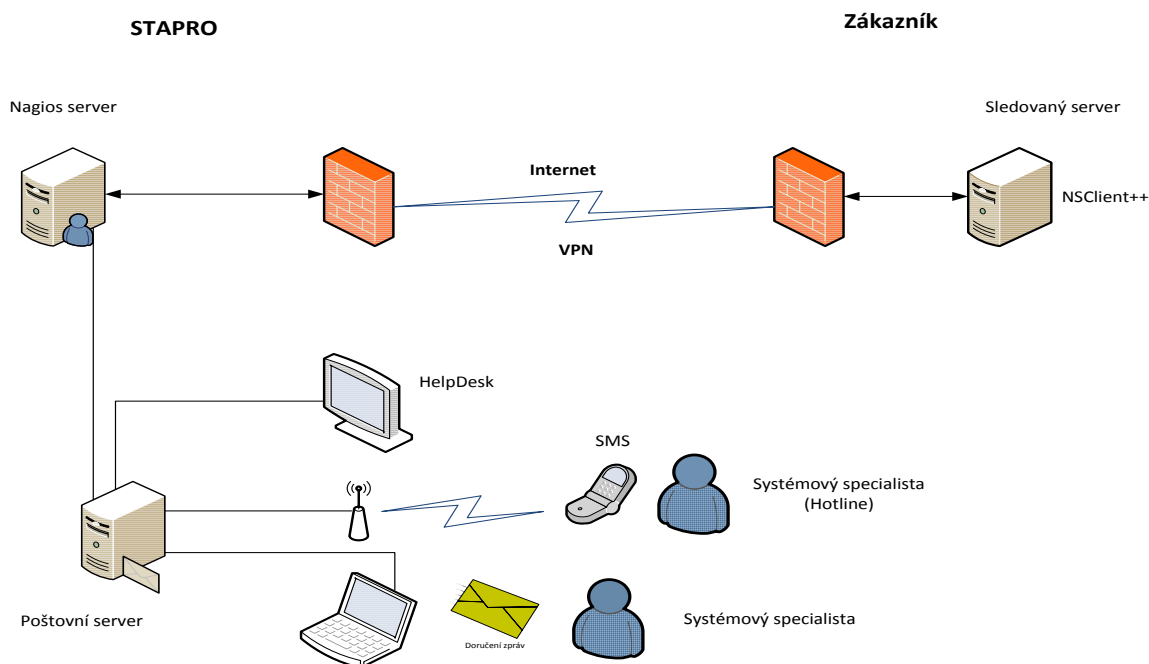 STAPRO
Zákazník
Nagios server
Sledovaný server
Internet
NSClient++
VPN
HelpDesk
SMS
Systémový specialista
(Hotline)
Poštovní server
Doručení zpráv
Systémový specialista